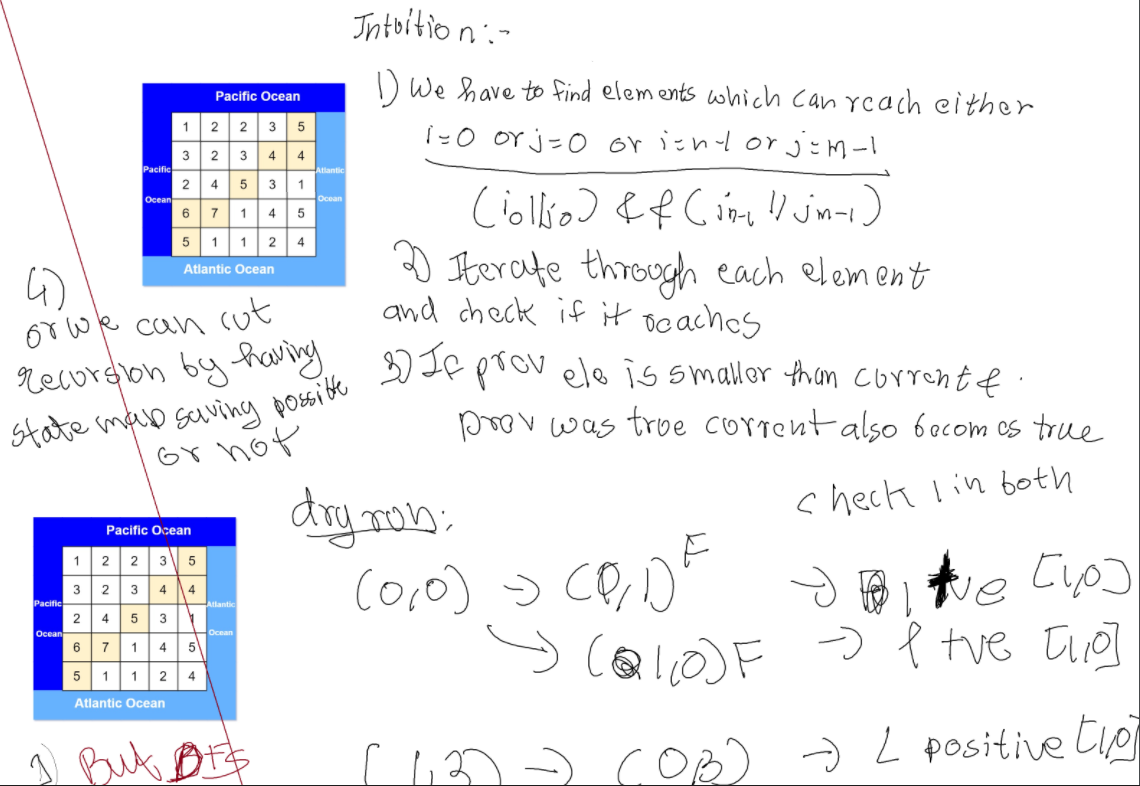 Intuition:-
1) We have to find elements which can reach either
i=0 or j=0 or i=n-1 or j=m-1
(i0||j0) && (in-1 || jm-1)
2) Iterate through each element
and check if it reaches
3) If prev ele is smaller than current &
prev was true current also becomes true
check 1 in both
Pacific Ocean
1 2 2 3 5
3 2 3 4 4
Pacific
Atlantic
2 4 5 3 1
Ocean
Ocean
6 7 1 4 5
5 1 1 2 4
Atlantic Ocean
4)
or we can cut
recursion by having
state map saving possible
or not
dry run:
(0,0) → (0,1) F → +ve [1,0]
→ (1,0) F → +ve [1,0]
(1,3) → (0,3) → positive [1,0]
Pacific Ocean
1 2 2 3 5
3 2 3 4 4
Pacific
Atlantic
2 4 5 3 1
Ocean
Ocean
6 7 1 4 5
5 1 1 2 4
Atlantic Ocean
But